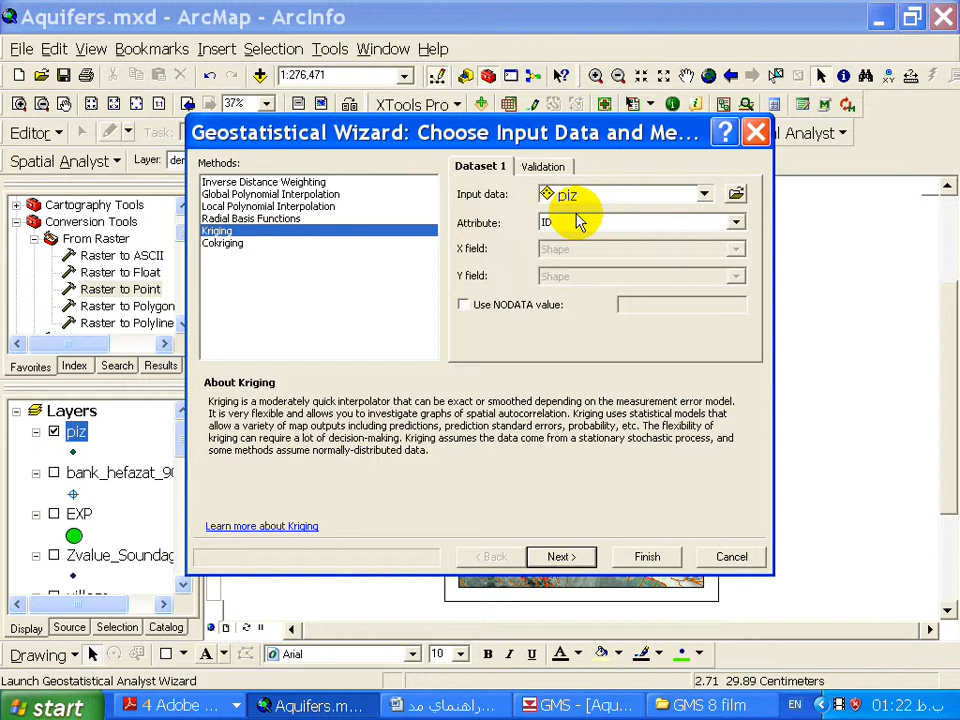 Aquifers.mxd - ArcMap - ArcInfo
File Edit View Bookmarks Insert Selection Tools Window Help
1:276,471
37%
XTools Pro
Editor
Task:
Analyst
Spatial Analyst
Layer:
Cartography Tools
Conversion Tools
From Raster
Raster to ASCII
Raster to Float
Raster to Point
Raster to Polygon
Raster to Polyline
Favorites Index Search Results
Layers
piz
bank_hefazat_90
EXP
Zvalue_Soundag
Display Source Selection Catalog
Geostatistical Wizard: Choose Input Data and Me...
Methods:
Inverse Distance Weighting
Global Polynomial Interpolation
Local Polynomial Interpolation
Radial Basis Functions
Kriging
Cokriging
Dataset 1 Validation
Input data: piz
Attribute: ID
X field: Shape
Y field: Shape
Use NODATA value:
About Kriging
Kriging is a moderately quick interpolator that can be exact or smoothed depending on the measurement error model.
It is very flexible and allows you to investigate graphs of spatial autocorrelation. Kriging uses statistical models that
allow a variety of map outputs including predictions, prediction standard errors, probability, etc. The flexibility of
kriging can require a lot of decision-making. Kriging assumes the data come from a stationary stochastic process, and
some methods assume normally-distributed data.
Learn more about Kriging
< Back Next > Finish Cancel
Drawing A Arial 10 B I U A
Launch Geostatistical Analyst Wizard
2.71 29.89 Centimeters
start
4 Adobe ...
Aquifers.m...
راهنماي مد...
GMS - [Aqu...
GMS 8 film
EN
01:22 ب.ظ